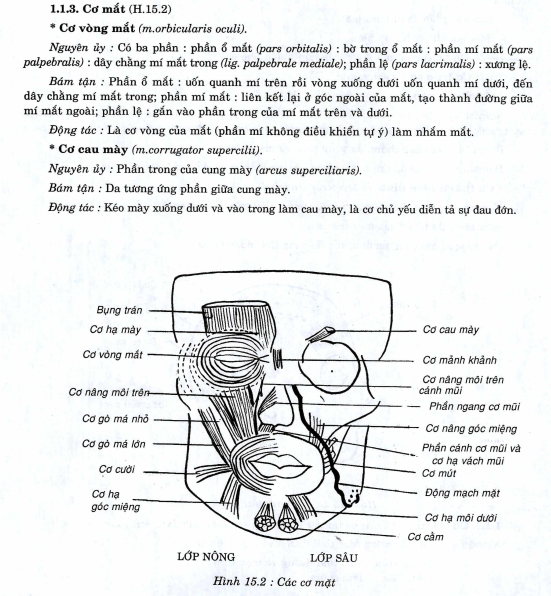 1.1.3. Cơ mắt (H.15.2)
* Cơ vòng mắt (m.orbicularis oculi).
Nguyên ủy : Có ba phần : phần ổ mắt (pars orbitalis) : bờ trong ổ mắt : phần mí mắt (pars
palpebralis) : dây chằng mí mắt trong (lig. palpebrale mediale); phần lệ (pars lacrimalis) : xương lệ.
Bám tận : Phần ổ mắt : uốn quanh mí trên rồi vòng xuống dưới uốn quanh mí dưới, đến
dây chằng mí mắt trong; phần mí mắt : liên kết lại ở góc ngoài của mắt, tạo thành đường giữa
mí mắt ngoài; phần lệ : gắn vào phần trong của mí mắt trên và dưới.
Động tác : Là cơ vòng của mắt (phần mí không điều khiển tự ý) làm nhắm mắt.
* Cơ cau mày (m.corrugator supercilii).
Nguyên ủy : Phần trong của cung mày (arcus superciliaris).
Bám tận : Da tương ứng phần giữa cung mày.
Động tác : Kéo mày xuống dưới và vào trong làm cau mày, là cơ chủ yếu diễn tả sự đau đớn.
Bụng trán
Cơ hạ mày
Cơ vòng mắt
Cơ nâng môi trên
Cơ gò má nhỏ
Cơ gò má lớn
Cơ cười
Cơ hạ
góc miệng
Cơ cau mày
Cơ mảnh khảnh
Cơ nâng môi trên
cánh mũi
Phần ngang cơ mũi
Cơ nâng góc miệng
Phần cánh cơ mũi và
cơ hạ vách mũi
Cơ mút
Động mạch mặt
Cơ hạ môi dưới
Cơ cằm
LỚP NÔNG
LỚP SÂU
Hình 15.2 : Các cơ mặt